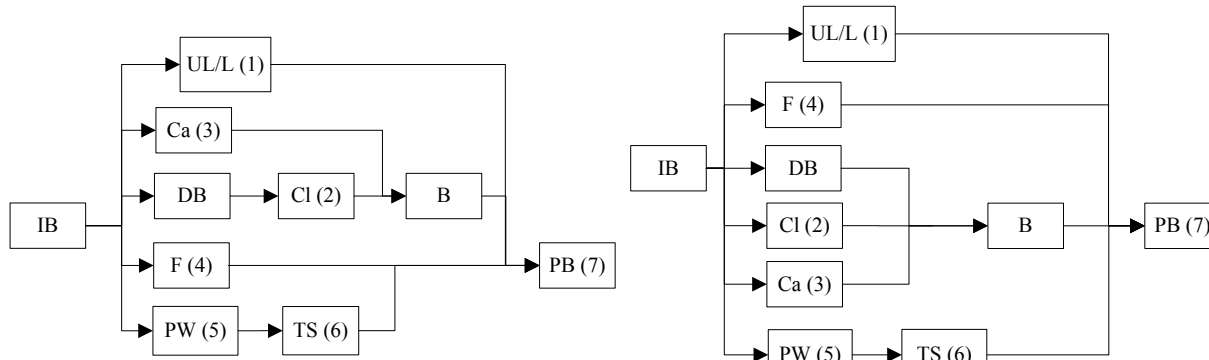 UL/L (1)
Ca (3)
DB
Cl (2)
B
IB
F (4)
PB (7)
PW (5)
TS (6)
UL/L (1)
F (4)
IB
DB
Cl (2)
B
PB (7)
Ca (3)
PW (5)
TS (6)